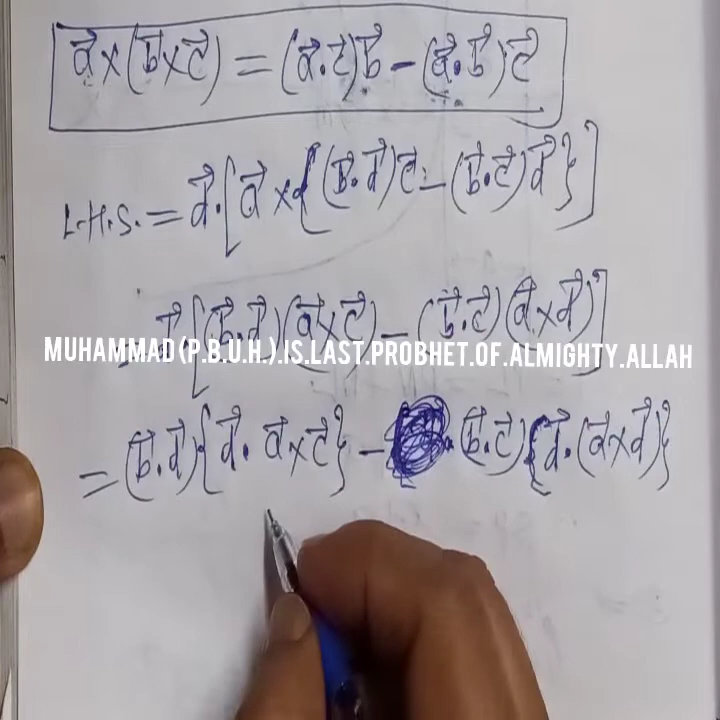 a⃗×(b⃗×c⃗) = (a⃗.c⃗)b⃗ − (a⃗.b⃗)c⃗
L.H.S. = d⃗.[a⃗×{(b⃗.d⃗)c⃗ − (b⃗.c⃗)d⃗}]
= d⃗.[(b⃗.d⃗)(a⃗×c⃗) − (b⃗.c⃗)(a⃗×d⃗)]
MUHAMMAD (P.B.U.H.).IS.LAST.PROBHET.OF.ALMIGHTY.ALLAH
= (b⃗.d⃗){d⃗. a⃗×c⃗} − (b⃗.c⃗){d⃗.(a⃗×d⃗)}